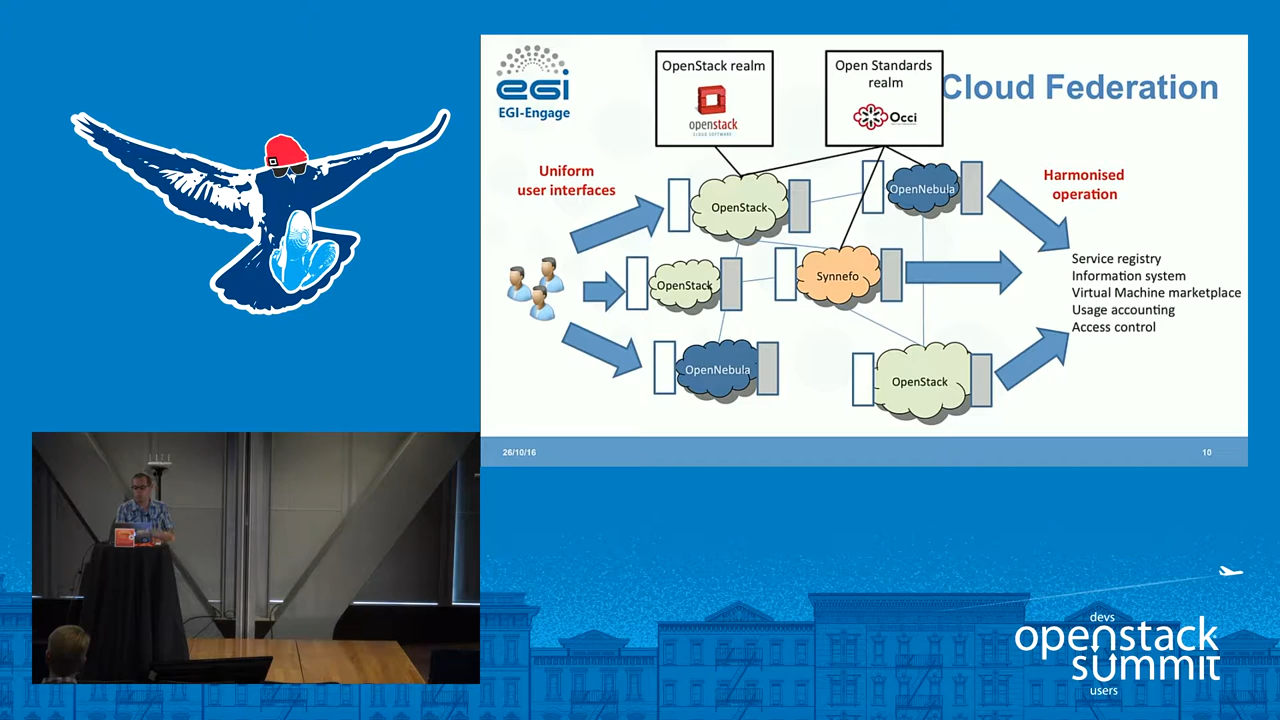 egi
EGI-Engage
OpenStack realm
openstack
CLOUD SOFTWARE
Open Standards
realm
Occi
Cloud Federation
Uniform
user interfaces
Harmonised
operation
OpenStack
OpenNebula
OpenStack
Synnefo
OpenNebula
OpenStack
Service registry
Information system
Virtual Machine marketplace
Usage accounting
Access control
26/10/16
10
devs
openstack
summit
users